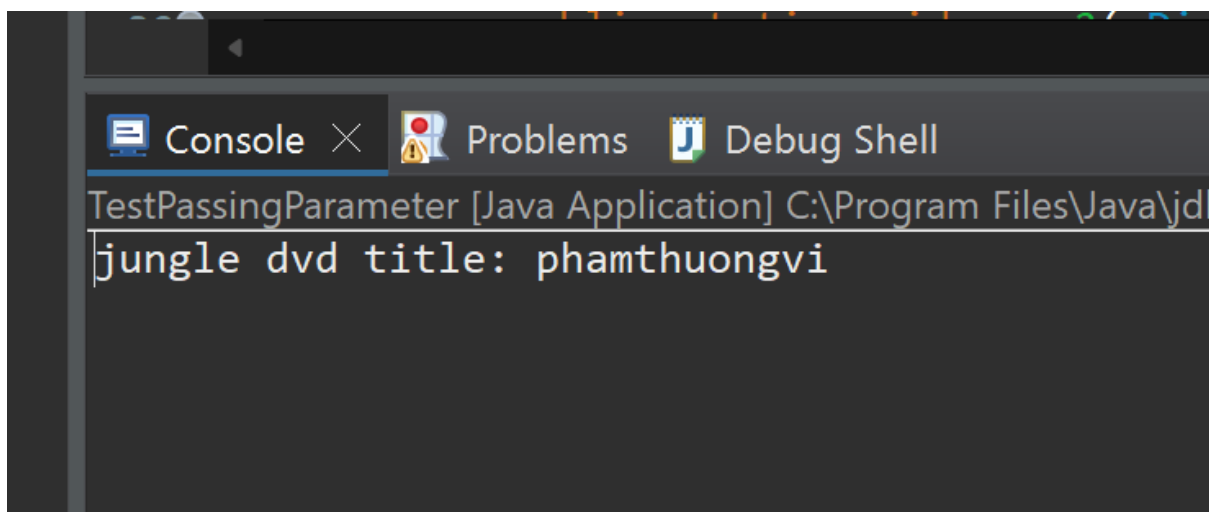 Console
Problems
Debug Shell
TestPassingParameter [Java Application] C:\Program Files\Java\jd
jungle dvd title: phamthuongvi